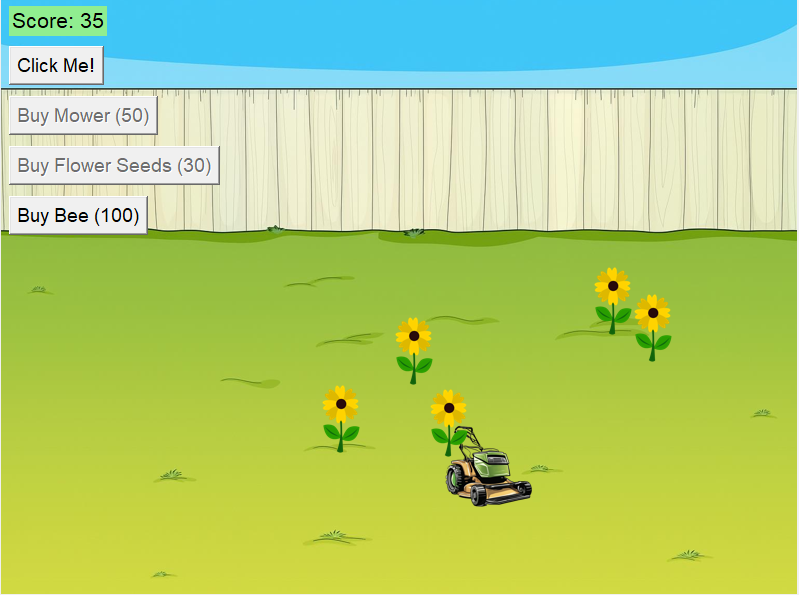 Score: 35
Click Me!
Buy Mower (50)
Buy Flower Seeds (30)
Buy Bee (100)